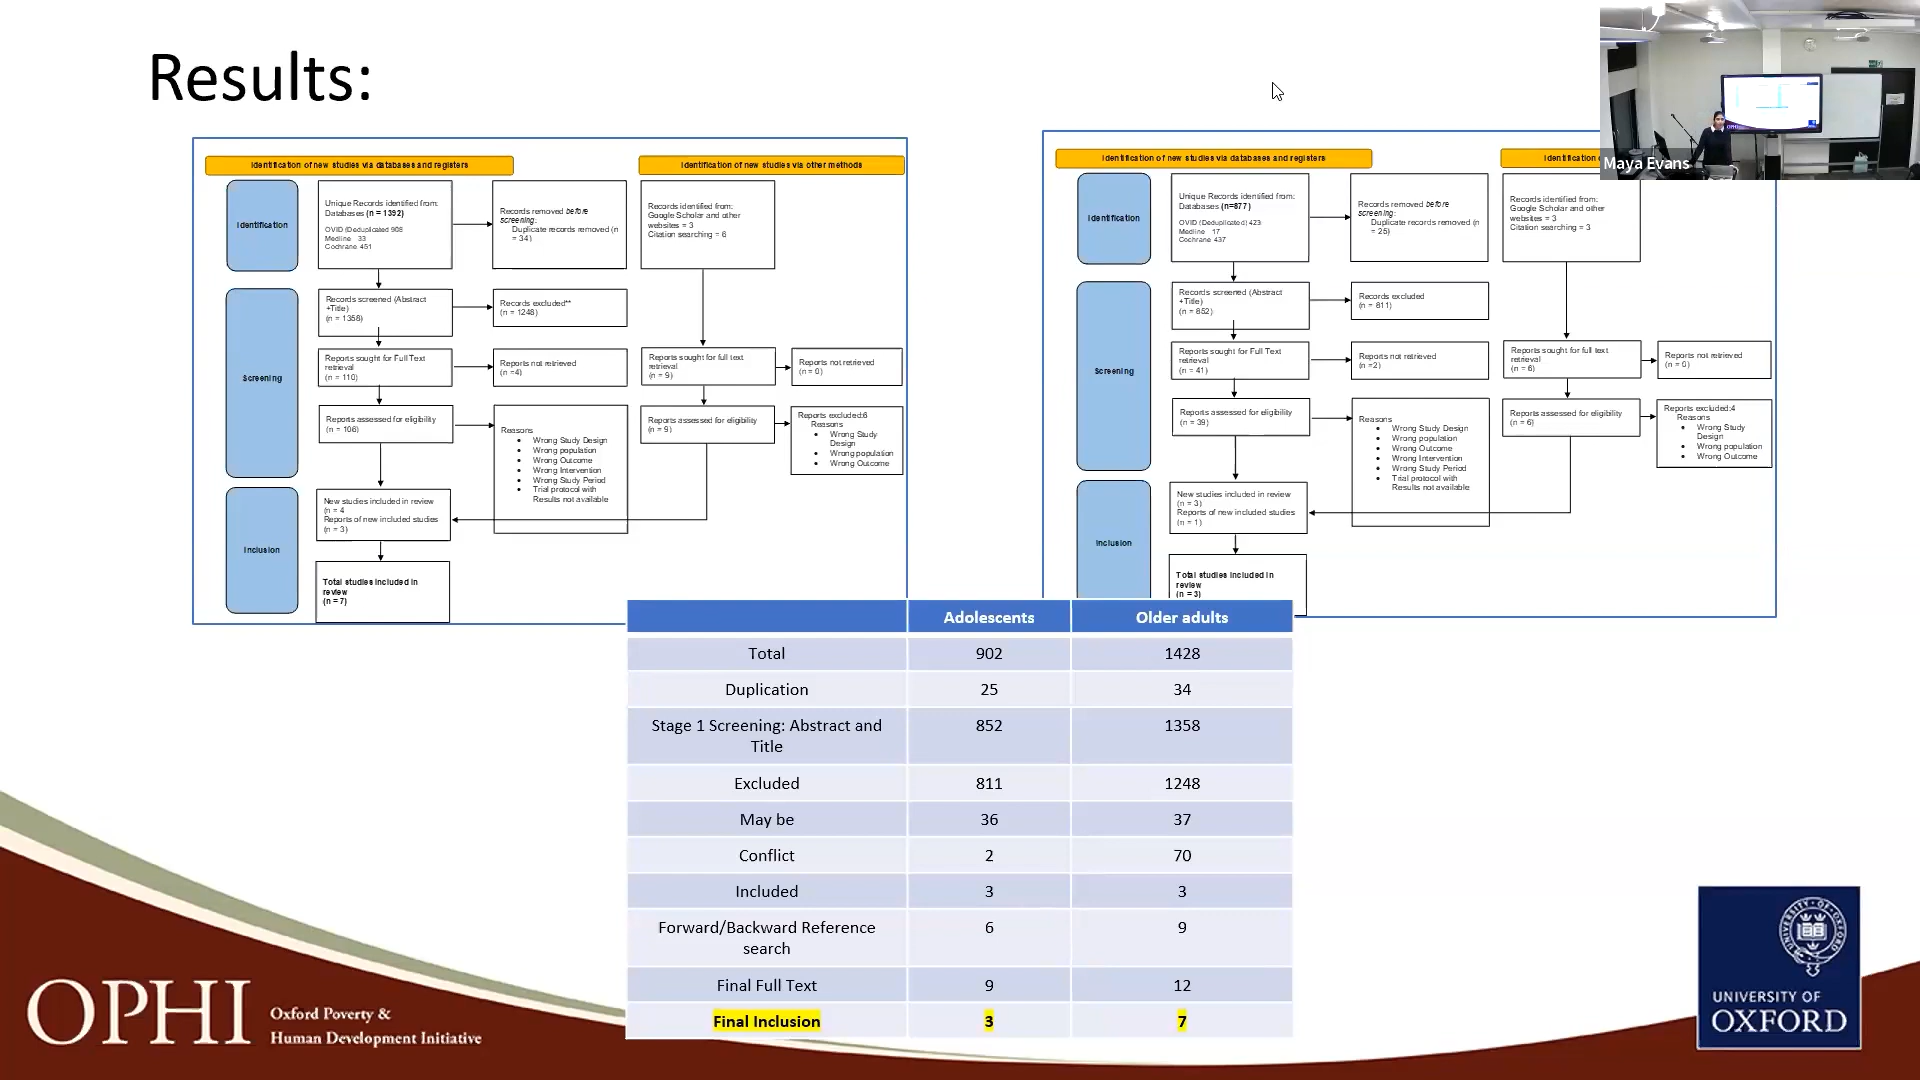 Results:
Maya Evans
Identification of new studies via databases and registers
Identification of new studies via other methods
Identification
Unique Records identified from:
Databases (n = 1392)
OVID (Deduplicated 908
Medline 33
Cochrane 451
Records removed before
screening:
Duplicate records removed (n
= 34)
Records identified from:
Google Scholar and other
websites = 3
Citation searching = 6
Screening
Records screened (Abstract
+Title)
(n = 1358)
Records excluded**
(n = 1248)
Reports sought for Full Text
retrieval
(n = 110)
Reports not retrieved
(n =4)
Reports sought for full text
retrieval
(n = 9)
Reports not retrieved
(n = 0)
Reports assessed for eligibility
(n = 106)
Reasons
• Wrong Study Design
• Wrong population
• Wrong Outcome
• Wrong Intervention
• Wrong Study Period
• Trial protocol with
Results not available
Reports assessed for eligibility
(n = 9)
Reports excluded:6
Reasons
• Wrong Study
Design
• Wrong population
• Wrong Outcome
Inclusion
New studies included in review
(n = 4
Reports of new included studies
(n = 3)
Total studies included in
review
(n = 7)
Identification of new studies via databases and registers
Identification
Identification
Unique Records identified from:
Databases (n=877)
OVID (Deduplicated) 423
Medline 17
Cochrane 437
Records removed before
screening:
Duplicate records removed (n
= 25)
Records identified from:
Google Scholar and other
websites = 3
Citation searching = 3
Screening
Records screened (Abstract
+Title)
(n = 852)
Records excluded
(n = 811)
Reports sought for Full Text
retrieval
(n = 41)
Reports not retrieved
(n =2)
Reports sought for full text
retrieval
(n = 6)
Reports not retrieved
(n = 0)
Reports assessed for eligibility
(n = 39)
Reasons
• Wrong Study Design
• Wrong population
• Wrong Outcome
• Wrong Intervention
• Wrong Study Period
• Trial protocol with
Results not available
Reports assessed for eligibility
(n = 6)
Reports excluded:4
Reasons
• Wrong Study
Design
• Wrong population
• Wrong Outcome
Inclusion
New studies included in review
(n = 3)
Reports of new included studies
(n = 1)
Total studies included in
review
(n = 3)
Adolescents Older adults
Total 902 1428
Duplication 25 34
Stage 1 Screening: Abstract and
Title 852 1358
Excluded 811 1248
May be 36 37
Conflict 2 70
Included 3 3
Forward/Backward Reference
search 6 9
Final Full Text 9 12
Final Inclusion 3 7
OPHI
Oxford Poverty &
Human Development Initiative
UNIVERSITY OF
OXFORD